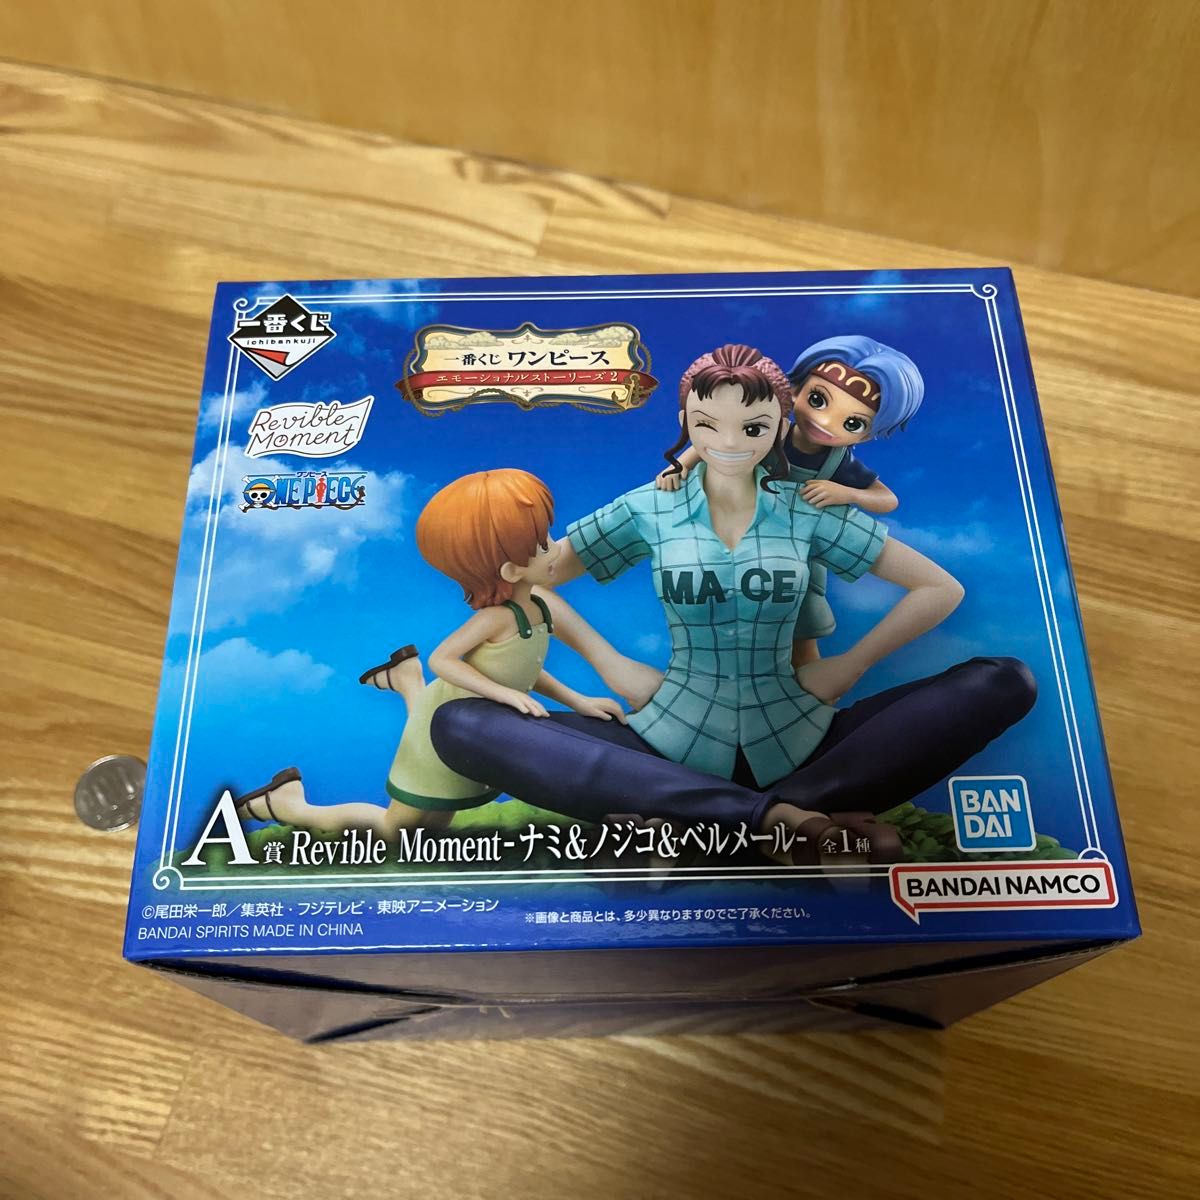 一番くじ
ichibankuji
一番くじ ワンピース
エモーショナルストーリーズ2
Revible
Moment
ワンピース
ONE PIECE
MA CE
A賞 Revible Moment-ナミ&ノジコ&ベルメール- 全1種
BAN
DAI
BANDAI NAMCO
©尾田栄一郎／集英社・フジテレビ・東映アニメーション
※画像と商品とは、多少異なりますのでご了承ください。
BANDAI SPIRITS MADE IN CHINA